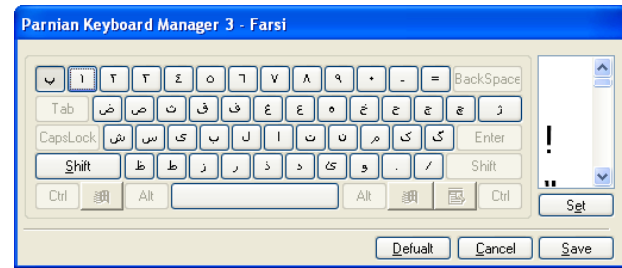 Parnian Keyboard Manager 3 - Farsi
پ ۱ ۲ ۳ ٤ ٥ ٦ ۷ ۸ ۹ ۰ - = BackSpace
Tab ض ص ث ق ف غ ع ه خ ح ج چ ژ
CapsLock ش س ی ب ل ا ت ن م ک گ Enter
Shift ظ ط ز ر ذ د ئ و . / Shift
Ctrl Alt Alt Ctrl
!
"
Set
Defualt Cancel Save